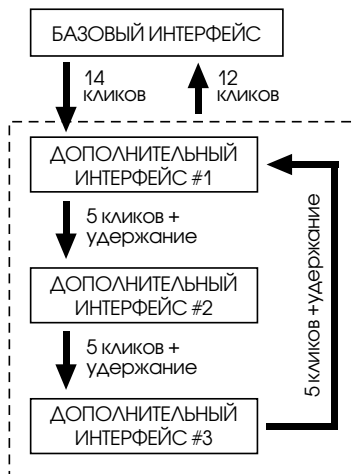 БАЗОВЫЙ ИНТЕРФЕЙС
14
кликов
12
кликов
ДОПОЛНИТЕЛЬНЫЙ
ИНТЕРФЕЙС #1
5 кликов +
удержание
ДОПОЛНИТЕЛЬНЫЙ
ИНТЕРФЕЙС #2
5 кликов +
удержание
ДОПОЛНИТЕЛЬНЫЙ
ИНТЕРФЕЙС #3
5 кликов +удержание